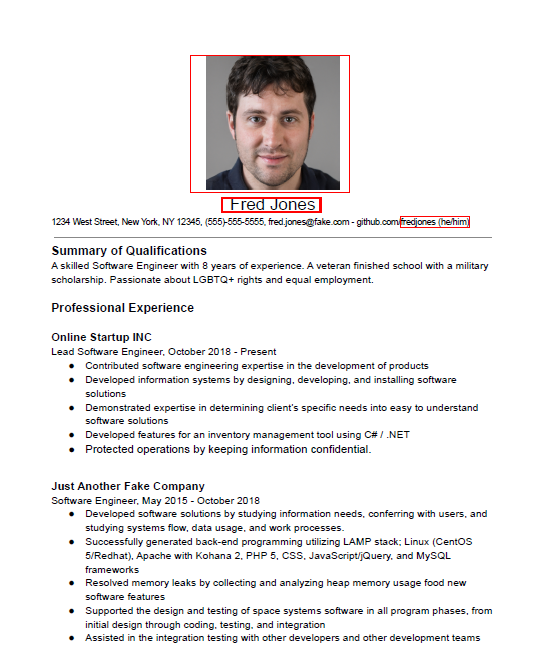 Fred Jones
1234 West Street, New York, NY 12345, (555)-555-5555, fred.jones@fake.com - github.com/fredjones (he/him)
Summary of Qualifications
A skilled Software Engineer with 8 years of experience. A veteran finished school with a military
scholarship. Passionate about LGBTQ+ rights and equal employment.
Professional Experience
Online Startup INC
Lead Software Engineer, October 2018 - Present
● Contributed software engineering expertise in the development of products
● Developed information systems by designing, developing, and installing software
solutions
● Demonstrated expertise in determining client's specific needs into easy to understand
software solutions
● Developed features for an inventory management tool using C# / .NET
● Protected operations by keeping information confidential.
Just Another Fake Company
Software Engineer, May 2015 - October 2018
● Developed software solutions by studying information needs, conferring with users, and
studying systems flow, data usage, and work processes.
● Successfully generated back-end programming utilizing LAMP stack; Linux (CentOS
5/Redhat), Apache with Kohana 2, PHP 5, CSS, JavaScript/jQuery, and MySQL
frameworks
● Resolved memory leaks by collecting and analyzing heap memory usage food new
software features
● Supported the design and testing of space systems software in all program phases, from
initial design through coding, testing, and integration
● Assisted in the integration testing with other developers and other development teams